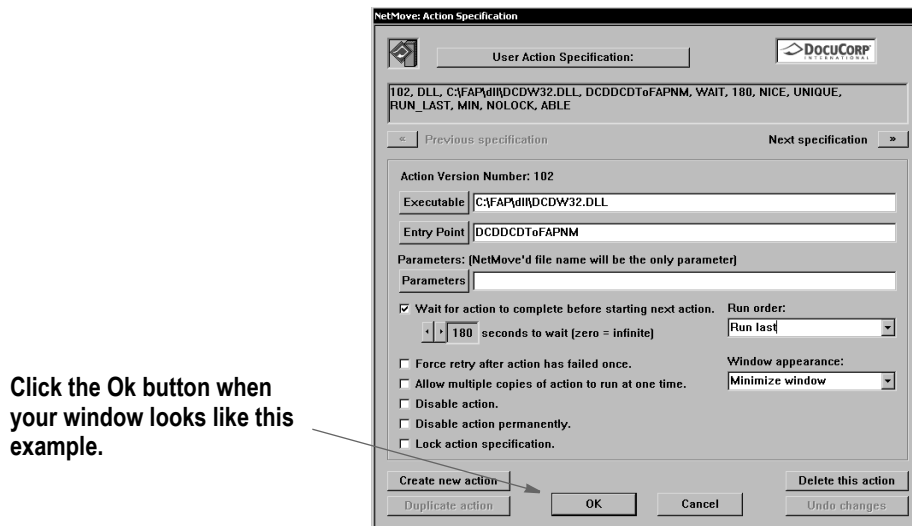 NetMove: Action Specification
User Action Specification:
DOCUCORP
INTERNATIONAL
102, DLL, C:\FAP\dll\DCDW32.DLL, DCDDCDToFAPNM, WAIT, 180, NICE, UNIQUE,
RUN_LAST, MIN, NOLOCK, ABLE
« Previous specification
Next specification »
Action Version Number: 102
Executable C:\FAP\dll\DCDW32.DLL
Entry Point DCDDCDToFAPNM
Parameters: (NetMove'd file name will be the only parameter)
Parameters
Wait for action to complete before starting next action.
Run order:
180 seconds to wait (zero = infinite)
Run last
Force retry after action has failed once.
Window appearance:
Allow multiple copies of action to run at one time.
Minimize window
Disable action.
Disable action permanently.
Lock action specification.
Click the Ok button when
your window looks like this
example.
Create new action
Delete this action
Duplicate action
OK
Cancel
Undo changes